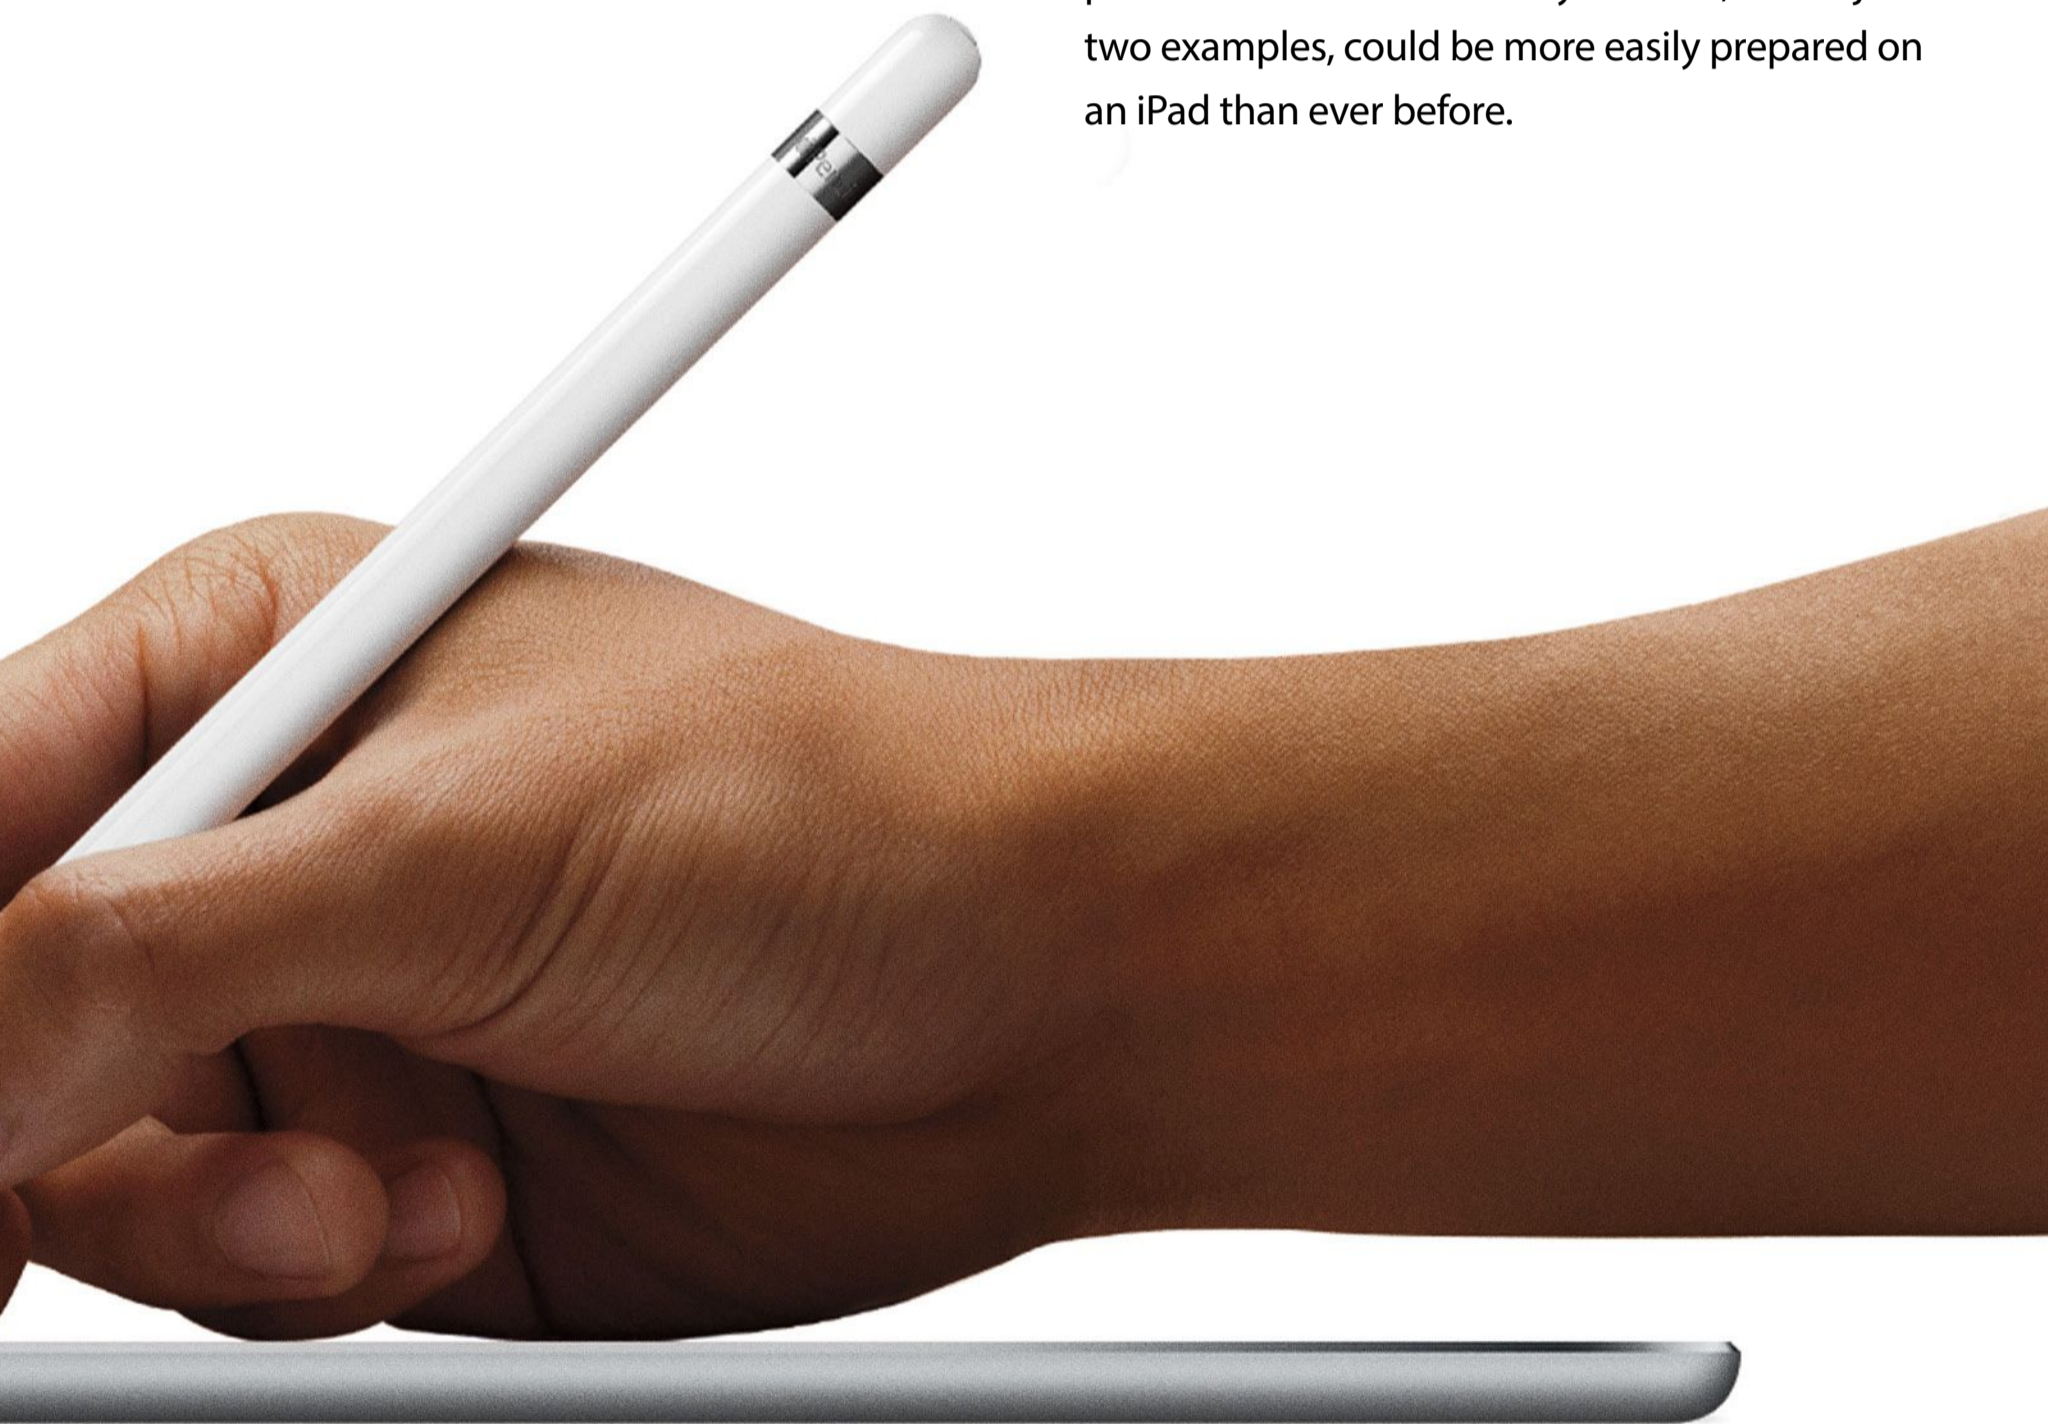 two examples, could be more easily prepared on
an iPad than ever before.